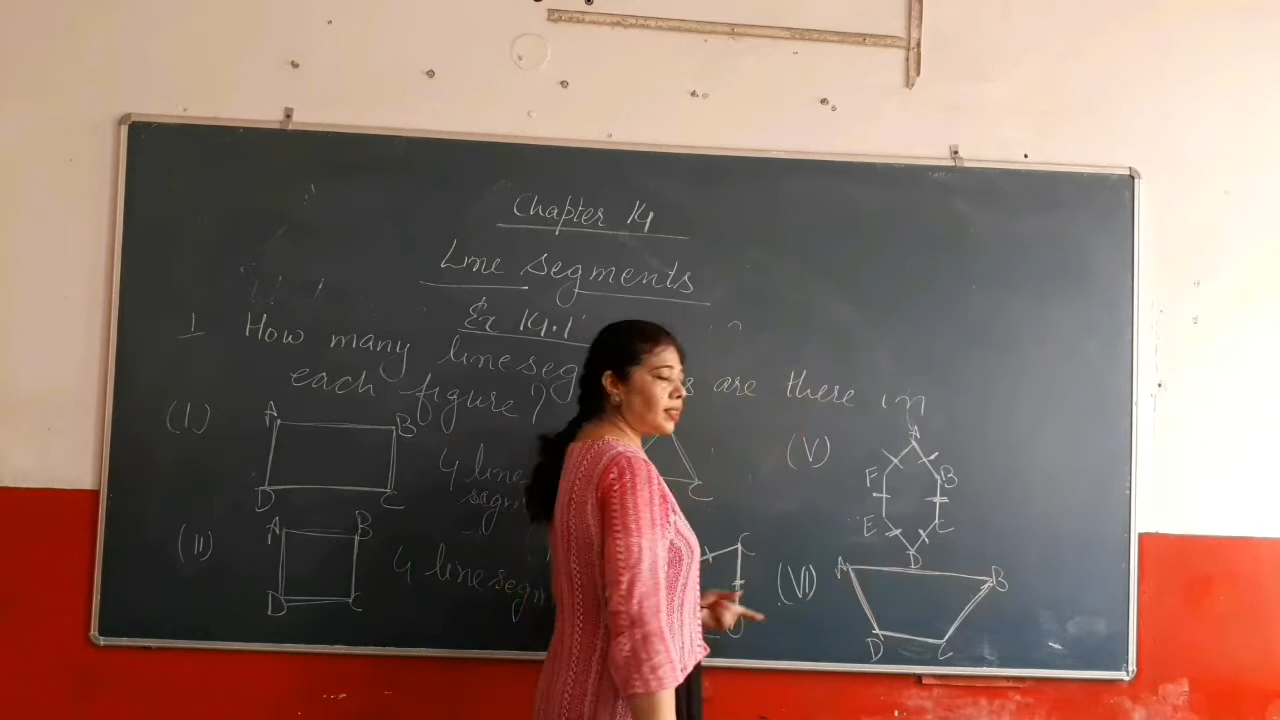 Chapter 14
Line segments
Ex 14.1
1 How many line seg s are there in
each figure?
(I) A B
D C
4 line
segm
(II) A B
D C
4 line segm
C
C
D
(V) A
F B
E C
D
(VI) A B
D C